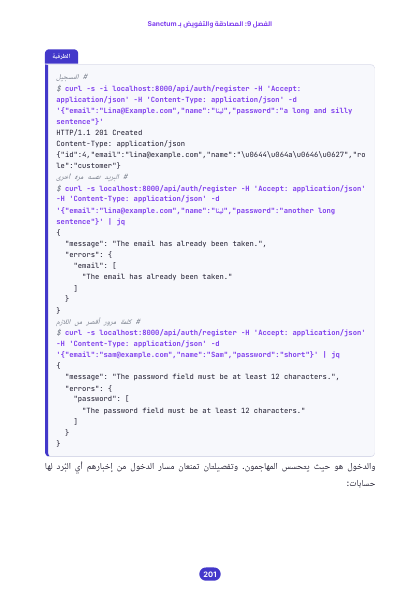 الفصل 9: المصادقة والتفويض بـ Sanctum
الطرفية
# التسجيل
$ curl -s -i localhost:8000/api/auth/register -H 'Accept:
application/json' -H 'Content-Type: application/json' -d
'{"email":"lina@example.com","name":"لينا","password":"a long and silly
sentence"}'
HTTP/1.1 201 Created
Content-Type: application/json
{"id":4,"email":"lina@example.com","name":"\u0644\u064a\u0646\u0627","ro
le":"customer"}
# البريد نفسه مرة أخرى
$ curl -s localhost:8000/api/auth/register -H 'Accept: application/json'
-H 'Content-Type: application/json' -d
'{"email":"lina@example.com","name":"لينا","password":"another long
sentence"}' | jq
{
"message": "The email has already been taken.",
"errors": {
"email": [
"The email has already been taken."
]
}
}
# كلمة مرور أقصر من اللازم
$ curl -s localhost:8000/api/auth/register -H 'Accept: application/json'
-H 'Content-Type: application/json' -d
'{"email":"sam@example.com","name":"Sam","password":"short"}' | jq
{
"message": "The password field must be at least 12 characters.",
"errors": {
"password": [
"The password field must be at least 12 characters."
]
}
}
والدخول هو حيث يتحسس المهاجمون. وتفصيلتان تمنعان مسار الدخول من إخبارهم أي البُرد لها
حسابات:
201